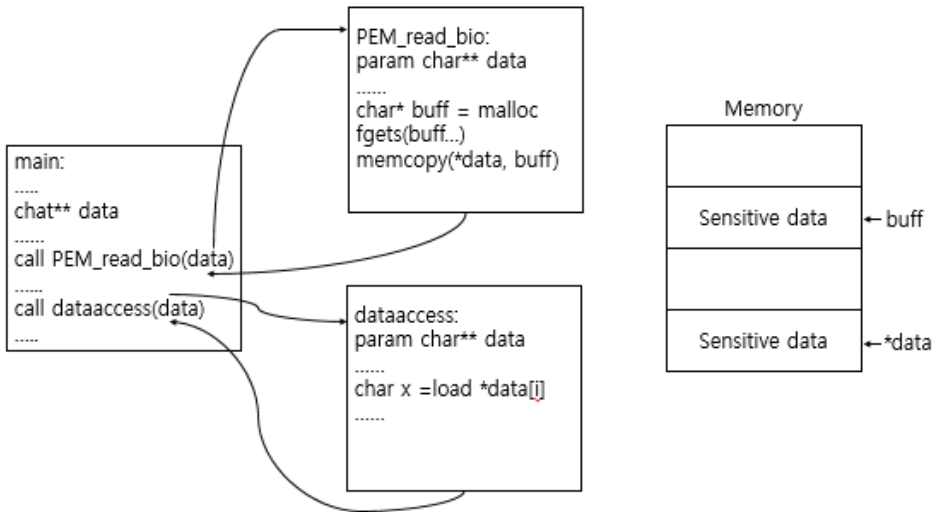 PEM_read_bio:
param char** data
......
char* buff = malloc
fgets(buff...)
memcopy(*data, buff)
main:
.....
chat** data
......
call PEM_read_bio(data)
......
call dataaccess(data)
.....
dataaccess:
param char** data
......
char x =load *data[i]
......
Memory
Sensitive data
buff
Sensitive data
*data